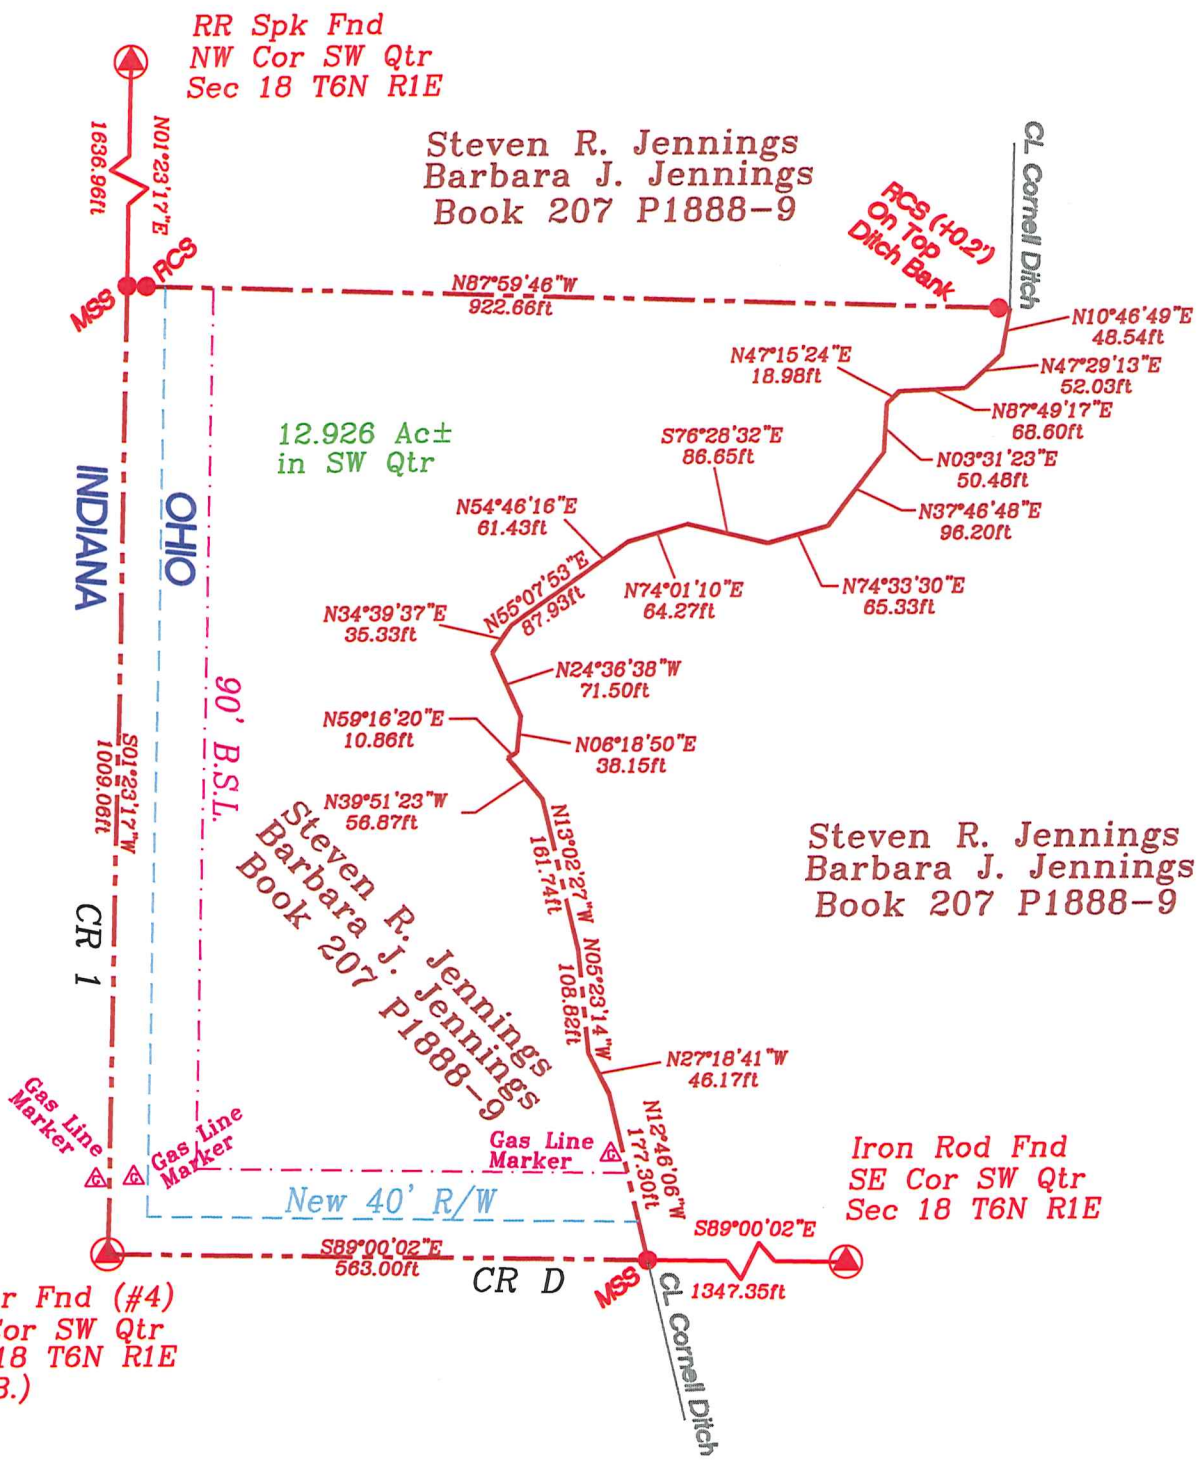 RR Spk Fnd
NW Cor SW Qtr
Sec 18 T6N R1E
N01°23'17"E
1636.96ft
Steven R. Jennings
Barbara J. Jennings
Book 207 P1888-9
CL Cornell Ditch
RCS (+0.2')
On Top
Ditch Bank
MSS
RCS
N87°59'46"W
922.66ft
N10°46'49"E
48.54ft
N47°29'13"E
52.03ft
N87°49'17"E
68.60ft
N47°15'24"E
18.98ft
N03°31'23"E
50.48ft
N37°46'48"E
96.20ft
N74°33'30"E
65.33ft
S76°28'32"E
86.65ft
N74°01'10"E
64.27ft
12.926 Ac±
in SW Qtr
N54°46'16"E
61.43ft
N55°07'53"E
87.93ft
N34°39'37"E
35.33ft
N24°36'38"W
71.50ft
N06°18'50"E
38.15ft
N59°16'20"E
10.86ft
N39°51'23"W
56.87ft
N13°02'27"W
161.74ft
N05°23'14"W
108.82ft
N27°18'41"W
46.17ft
N12°46'06"W
177.30ft
INDIANA
OHIO
90' B.S.L.
S01°23'17"W
1009.06ft
CR 1
Steven R. Jennings
Barbara J. Jennings
Book 207 P1888-9
Steven R. Jennings
Barbara J. Jennings
Book 207 P1888-9
Gas Line
Marker
G
G
Gas Line
Marker
Gas Line
Marker
G
New 40' R/W
Iron Rod Fnd
SE Cor SW Qtr
Sec 18 T6N R1E
S89°00'02"E
563.00ft
CR D
MSS
S89°00'02"E
1347.35ft
CL Cornell Ditch
r Fnd (#4)
Cor SW Qtr
18 T6N R1E
B.)